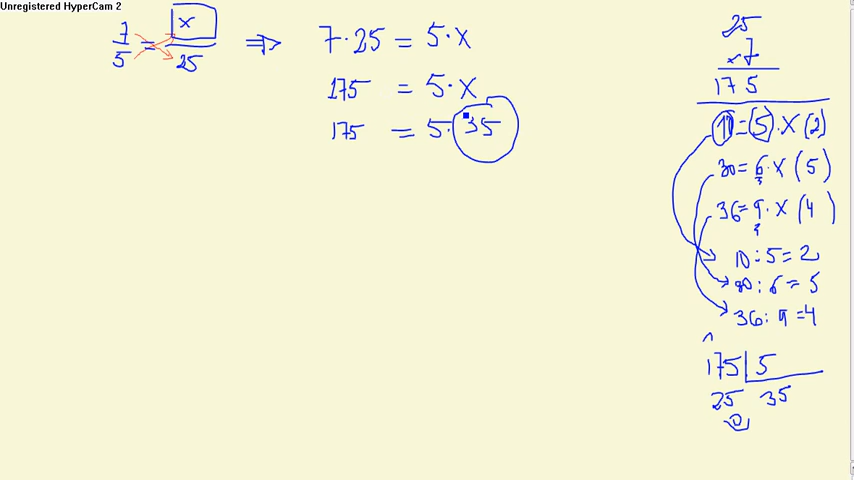 Unregistered HyperCam 2
7/5 = x/25 ⇒ 7·25 = 5·x
175 = 5·x
175 = 5·35
25
x7
175
10=5·x (2)
30=6·x (5)
36=9·x (4)
10:5=2
30:6=5
36:9=4
175|5
25 35
0